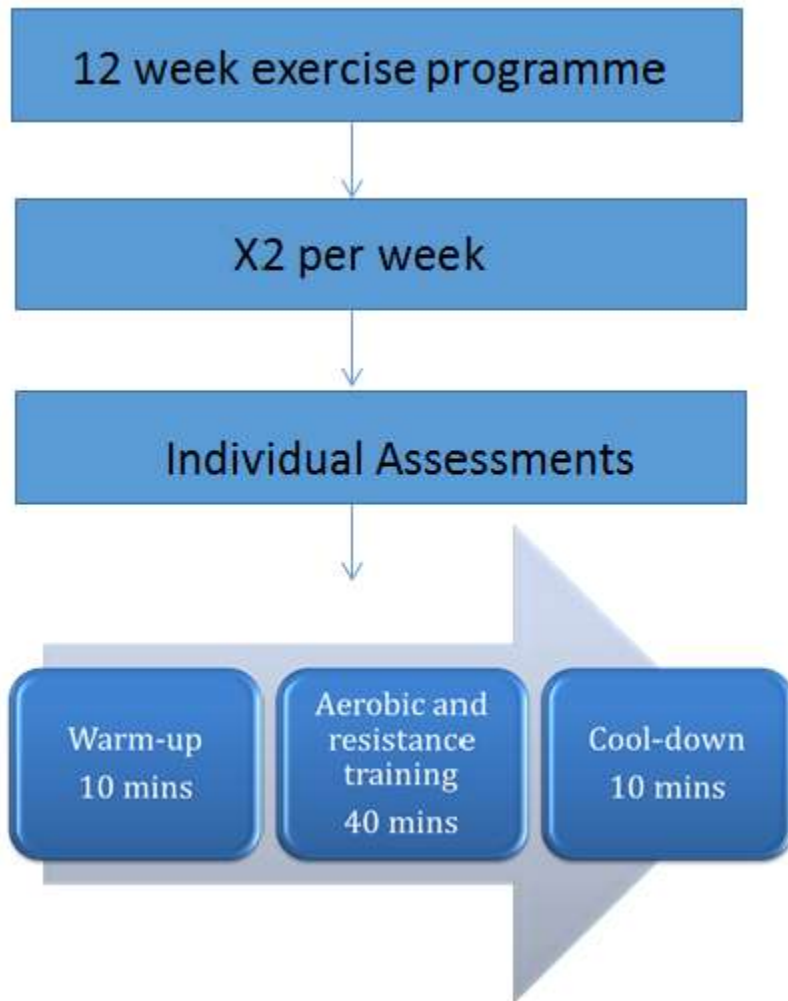 12 week exercise programme
X2 per week
Individual Assessments
Warm-up
10 mins
Aerobic and
resistance
training
40 mins
Cool-down
10 mins